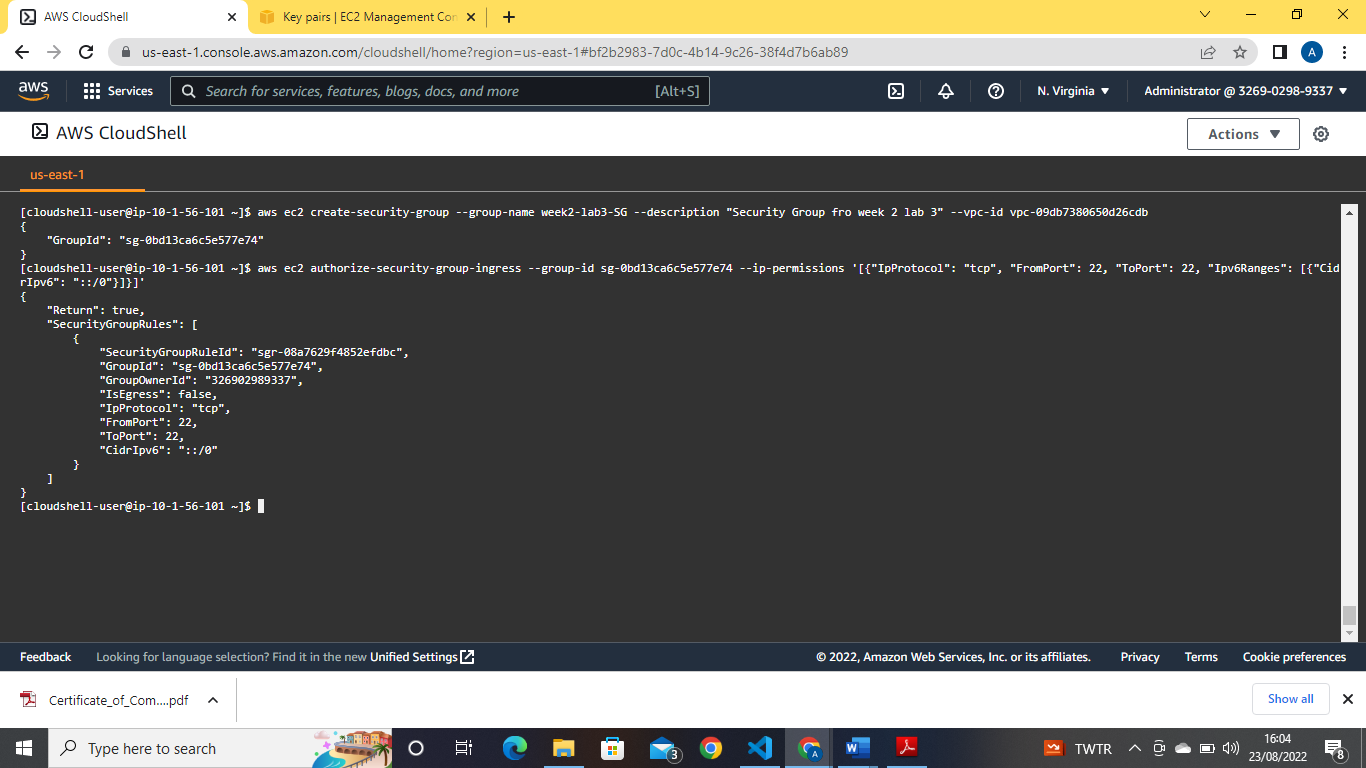 AWS CloudShell
Key pairs | EC2 Management Con
us-east-1.console.aws.amazon.com/cloudshell/home?region=us-east-1#bf2b2983-7d0c-4b14-9c26-38f4d7b6ab89
A
aws
Services
Search for services, features, blogs, docs, and more
[Alt+S]
N. Virginia
Administrator @ 3269-0298-9337
AWS CloudShell
Actions
us-east-1
[cloudshell-user@ip-10-1-56-101 ~]$ aws ec2 create-security-group --group-name week2-lab3-SG --description "Security Group fro week 2 lab 3" --vpc-id vpc-09db7380650d26cdb
{
    "GroupId": "sg-0bd13ca6c5e577e74"
}
[cloudshell-user@ip-10-1-56-101 ~]$ aws ec2 authorize-security-group-ingress --group-id sg-0bd13ca6c5e577e74 --ip-permissions '[{"IpProtocol": "tcp", "FromPort": 22, "ToPort": 22, "Ipv6Ranges": [{"Cid
rIpv6": "::/0"}]}]'
{
    "Return": true,
    "SecurityGroupRules": [
        {
            "SecurityGroupRuleId": "sgr-08a7629f4852efdbc",
            "GroupId": "sg-0bd13ca6c5e577e74",
            "GroupOwnerId": "326902989337",
            "IsEgress": false,
            "IpProtocol": "tcp",
            "FromPort": 22,
            "ToPort": 22,
            "CidrIpv6": "::/0"
        }
    ]
}
[cloudshell-user@ip-10-1-56-101 ~]$
Feedback
Looking for language selection? Find it in the new Unified Settings
© 2022, Amazon Web Services, Inc. or its affiliates.
Privacy
Terms
Cookie preferences
Certificate_of_Com....pdf
Show all
Type here to search
3
A
TWTR
16:04
23/08/2022
8